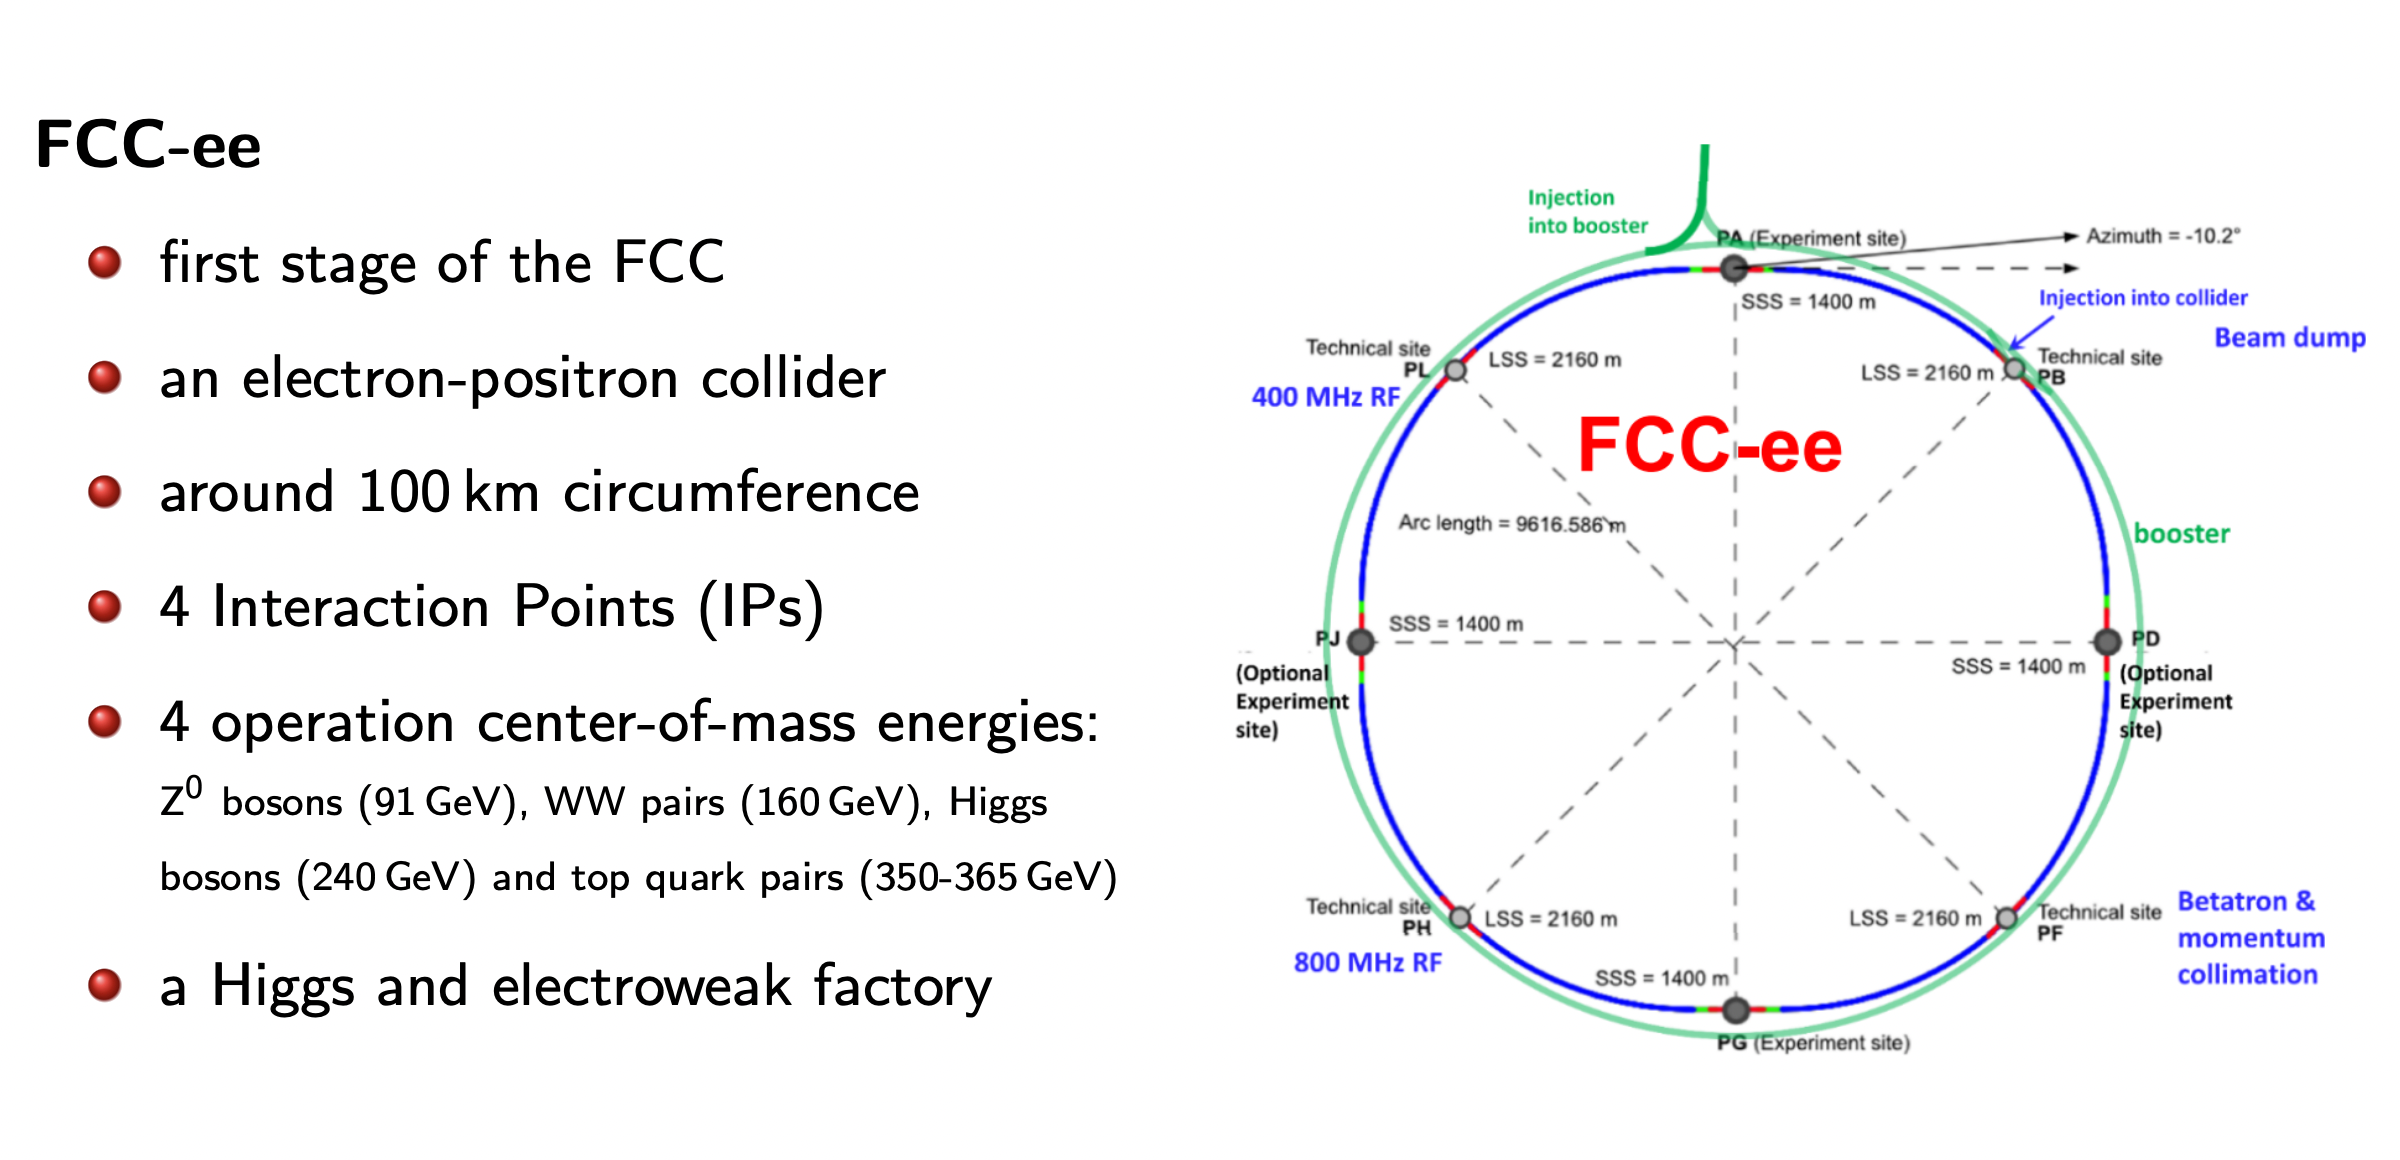 FCC-ee
first stage of the FCC
an electron-positron collider
around 100 km circumference
4 Interaction Points (IPs)
4 operation center-of-mass energies:
Z⁰ bosons (91 GeV), WW pairs (160 GeV), Higgs
bosons (240 GeV) and top quark pairs (350-365 GeV)
a Higgs and electroweak factory
Injection
into booster
PA (Experiment site)
Azimuth = -10.2°
SSS = 1400 m
Injection into collider
Beam dump
Technical site
PL
LSS = 2160 m
400 MHz RF
LSS = 2160 m
Technical site
PB
FCC-ee
Arc length = 9616.586 m
booster
PJ
SSS = 1400 m
(Optional
Experiment
site)
PD
SSS = 1400 m
(Optional
Experiment
site)
Technical site
PH
LSS = 2160 m
800 MHz RF
LSS = 2160 m
Technical site
PF
Betatron &
momentum
collimation
SSS = 1400 m
PG (Experiment site)